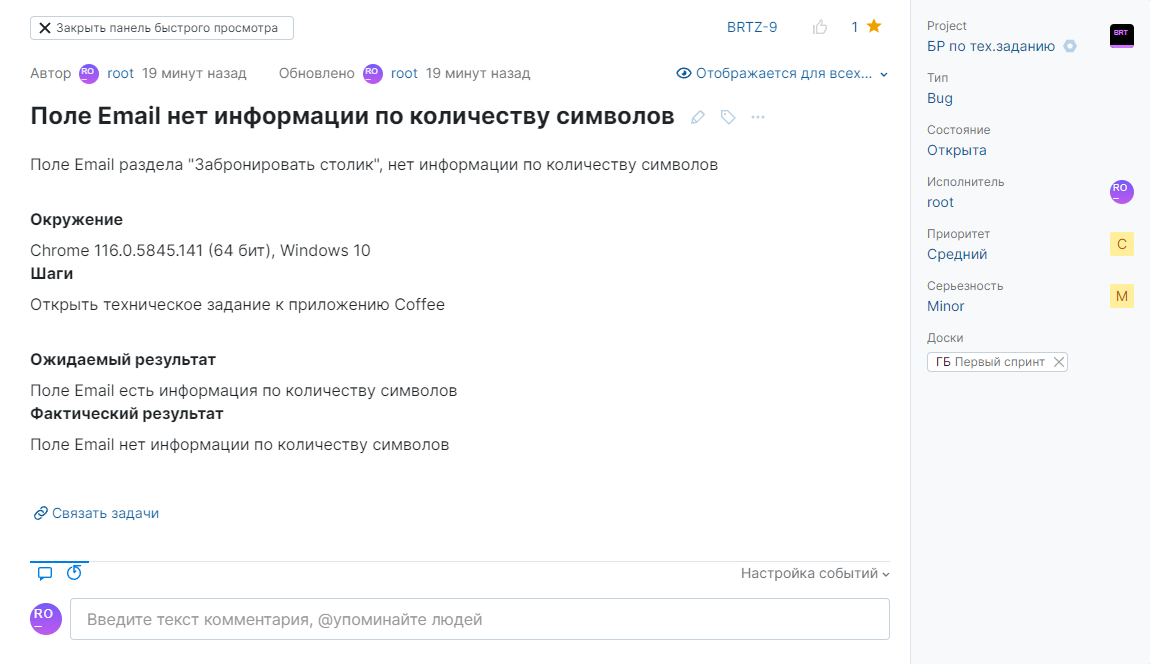 Закрыть панель быстрого просмотра
BRTZ-9
1
Автор RO root 19 минут назад Обновлено RO root 19 минут назад Отображается для всех...
Поле Email нет информации по количеству символов
Поле Email раздела "Забронировать столик", нет информации по количеству символов
Окружение
Chrome 116.0.5845.141 (64 бит), Windows 10
Шаги
Открыть техническое задание к приложению Coffee
Ожидаемый результат
Поле Email есть информация по количеству символов
Фактический результат
Поле Email нет информации по количеству символов
Связать задачи
Настройка событий
RO
Введите текст комментария, @упоминайте людей
Project
БР по тех.заданию
BRT
Тип
Bug
Состояние
Открыта
Исполнитель
root
RO
Приоритет
Средний
С
Серьезность
Minor
M
Доски
ГБ Первый спринт